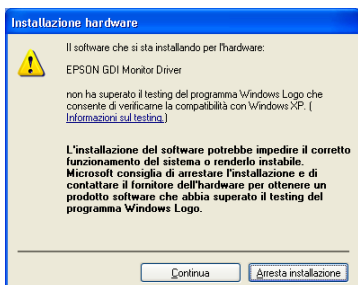 Installazione hardware
Il software che si sta installando per l'hardware:
EPSON GDI Monitor Driver
non ha superato il testing del programma Windows Logo che
consente di verificarne la compatibilità con Windows XP. (
Informazioni sul testing.)
L'installazione del software potrebbe impedire il corretto
funzionamento del sistema o renderlo instabile.
Microsoft consiglia di arrestare l'installazione e di
contattare il fornitore dell'hardware per ottenere un
prodotto software che abbia superato il testing del
programma Windows Logo.
Continua
Arresta installazione